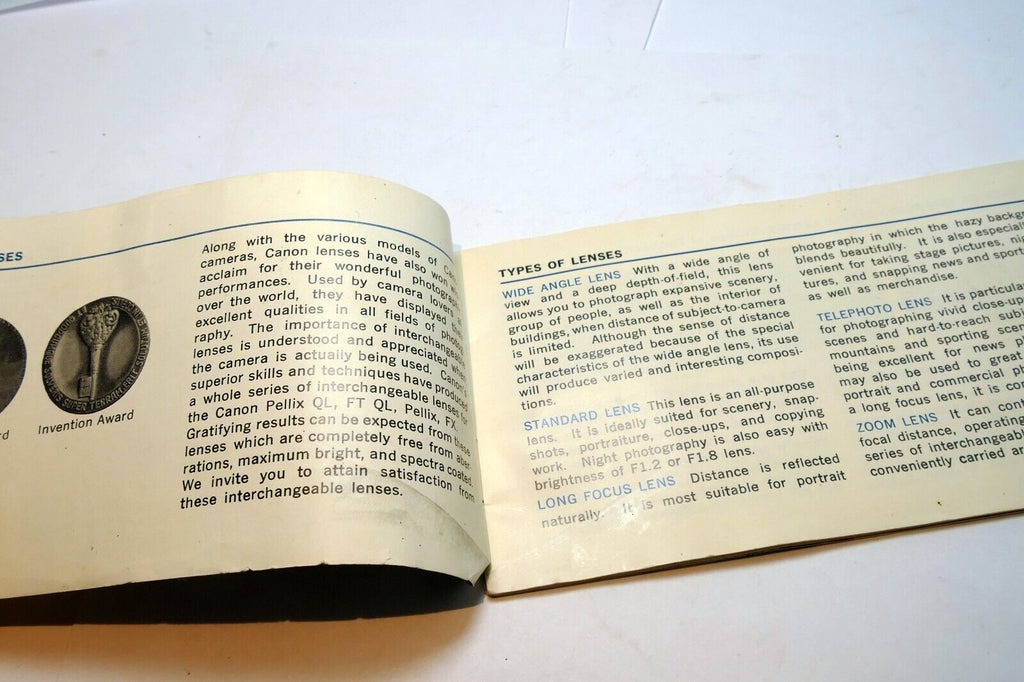 SES
Invention Award
Along with the various models of
cameras, Canon lenses have also won
acclaim for their wonderful
performances. Used by camera lovers
over the world, they have displayed
excellent qualities in all fields of
raphy. The importance of
lenses is understood and appreciated
the camera is actually being used.
superior skills and techniques have produced
a whole series of interchangeable lenses for
the Canon Pellix QL, FT QL, Pellix, FX.
Gratifying results can be expected from these
lenses which are completely free from aber-
rations, maximum bright, and spectra coated.
We invite you to attain satisfaction from
these interchangeable lenses.
TYPES OF LENSES
WIDE ANGLE LENS With a wide angle of
view and a deep depth-of-field, this lens
allows you to photograph expansive scenery,
group of people, as well as the interior of
buildings, when distance of subject-to-camera
is limited. Although the sense of distance
will be exaggerated because of the special
characteristics of the wide angle lens, its use
will produce varied and interesting composi-
tions.
STANDARD LENS This lens is an all-purpose
lens. It is ideally suited for scenery, snap-
shots, portraiture, close-ups, and copying
work. Night photography is also easy with
brightness of F1.2 or F1.8 lens.
LONG FOCUS LENS Distance is reflected
naturally. It is most suitable for portrait
photography in which the hazy backg
blends beautifully. It is also especial
venient for taking stage pictures,
tures, and snapping news and sport
as well as merchandise.
TELEPHOTO LENS It is particula
for photographing vivid close-up
scenes and hard-to-reach subj
mountains and sporting scen
being excellent for news p
may also be used to great
portrait and commercial ph
a long focus lens, it is co
ZOOM LENS It can cont
focal distance, operating
series of interchangeabl
conveniently carried ar